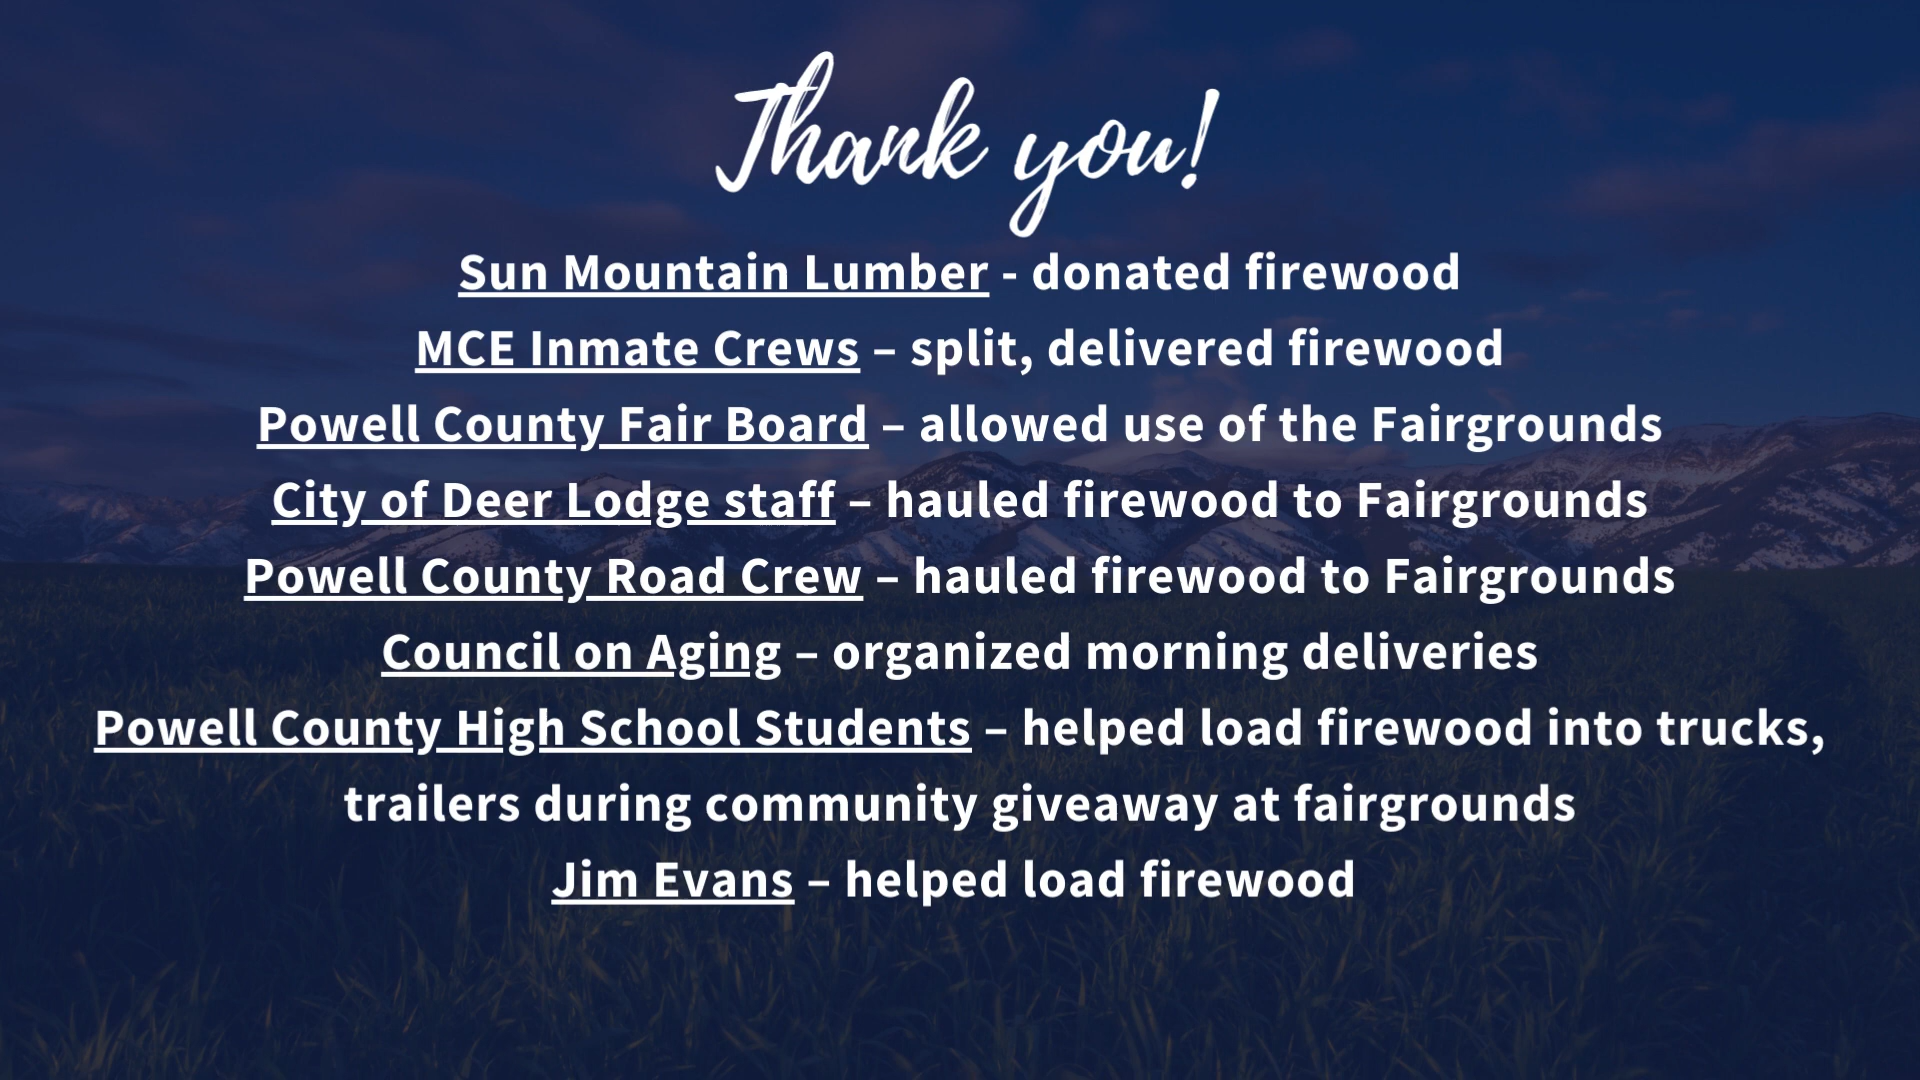 Thank you!
Sun Mountain Lumber - donated firewood
MCE Inmate Crews – split, delivered firewood
Powell County Fair Board – allowed use of the Fairgrounds
City of Deer Lodge staff – hauled firewood to Fairgrounds
Powell County Road Crew – hauled firewood to Fairgrounds
Council on Aging – organized morning deliveries
Powell County High School Students – helped load firewood into trucks,
trailers during community giveaway at fairgrounds
Jim Evans – helped load firewood